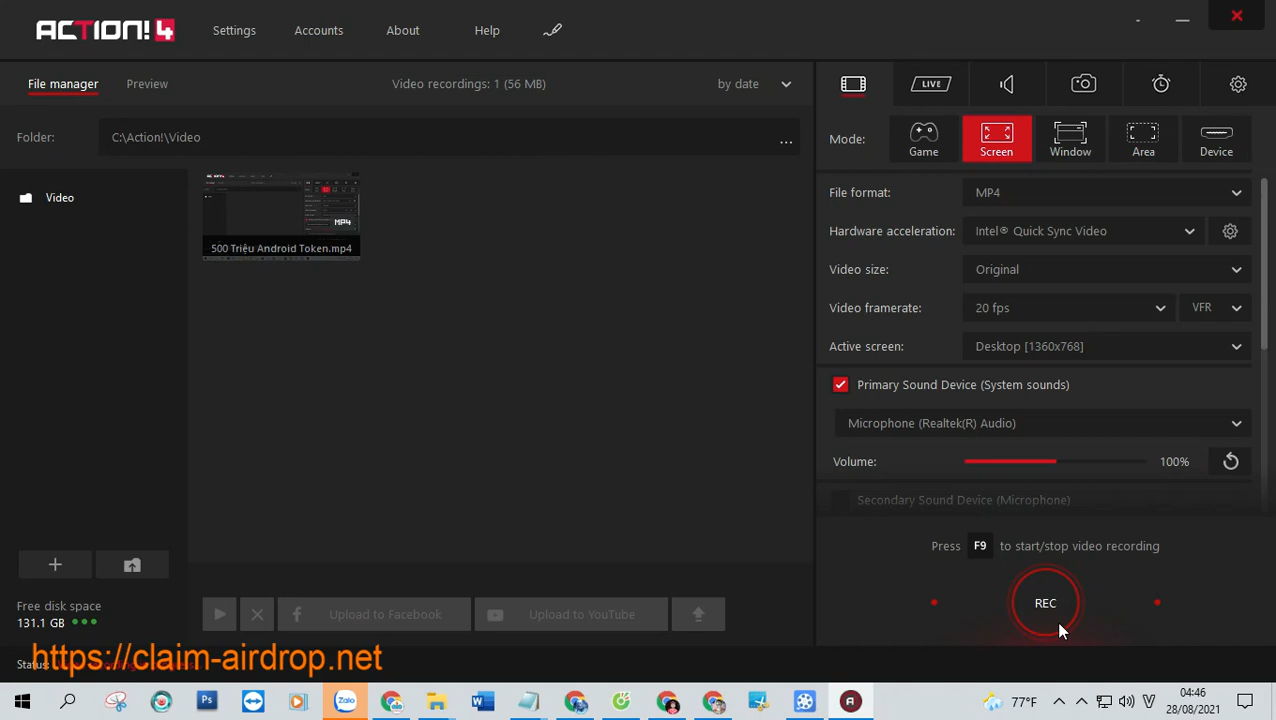 ACTION! 4
Settings
Accounts
About
Help
File manager
Preview
Video recordings: 1 (56 MB)
by date
LIVE
Folder:
C:\Action!\Video
...
Mode:
Game
Screen
Window
Area
Device
Video
MP4
500 Triệu Android Token.mp4
File format:
MP4
Hardware acceleration:
Intel® Quick Sync Video
Video size:
Original
Video framerate:
20 fps
VFR
Active screen:
Desktop [1360x768]
Primary Sound Device (System sounds)
Microphone (Realtek(R) Audio)
Volume:
100%
Secondary Sound Device (Microphone)
Press F9 to start/stop video recording
REC
Free disk space
131.1 GB
Upload to Facebook
Upload to YouTube
Status:
https://claim-airdrop.net
Ps
Zalo
W
A
77°F
V
04:46
28/08/2021